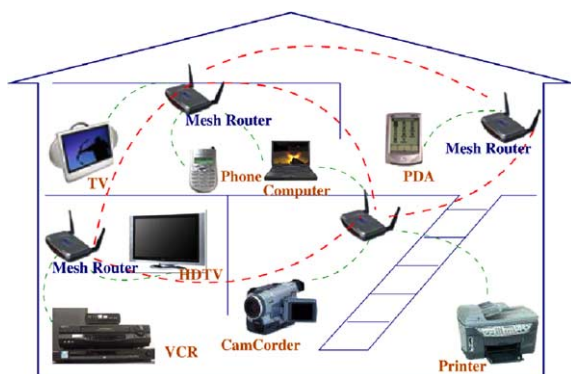 Mesh Router
Mesh Router
TV
Phone
Computer
PDA
Mesh Router
HDTV
VCR
CamCorder
Printer